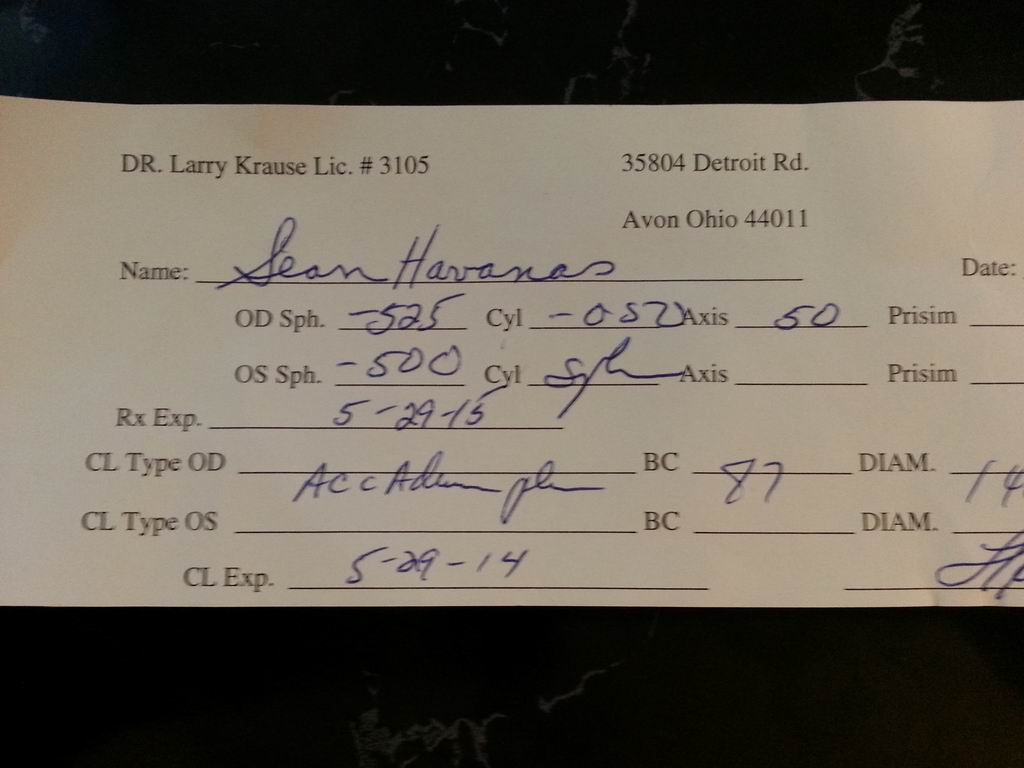 DR. Larry Krause Lic. # 3105 35804 Detroit Rd.
Avon Ohio 44011
Name: Sean Havanas Date:
OD Sph. -525 Cyl -050 Axis 50 Prisim
OS Sph. -500 Cyl sph Axis Prisim
Rx Exp. 5-29-15
CL Type OD Acc BC 87 DIAM. 14
CL Type OS BC DIAM.
CL Exp. 5-29-14